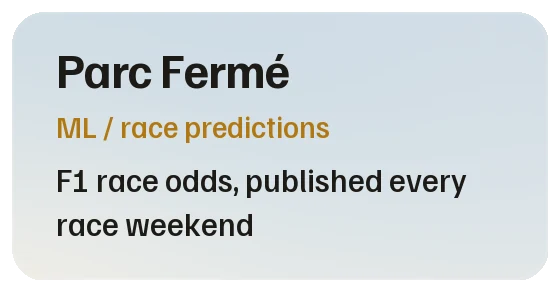 Parc Fermé
ML / race predictions
F1 race odds, published every
race weekend